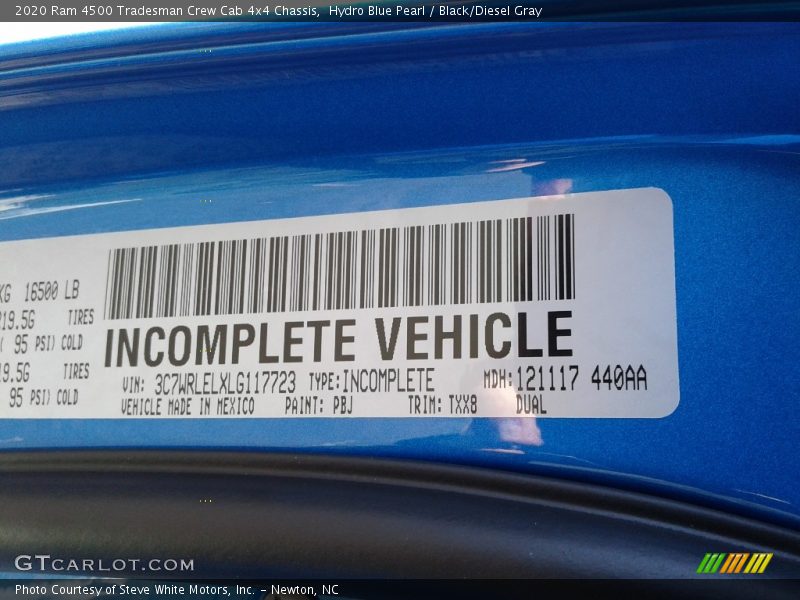 2020 Ram 4500 Tradesman Crew Cab 4x4 Chassis,  Hydro Blue Pearl / Black/Diesel Gray
KG 16500 LB
19.5G TIRES
( 95 PSI) COLD
19.5G TIRES
95 PSI) COLD
INCOMPLETE VEHICLE
VIN: 3C7WRLELXLG117723 TYPE:INCOMPLETE MDH:121117 440AA
VEHICLE MADE IN MEXICO PAINT: PBJ TRIM: TXX8 DUAL
GTCARLOT.COM
Photo Courtesy of Steve White Motors, Inc. – Newton, NC